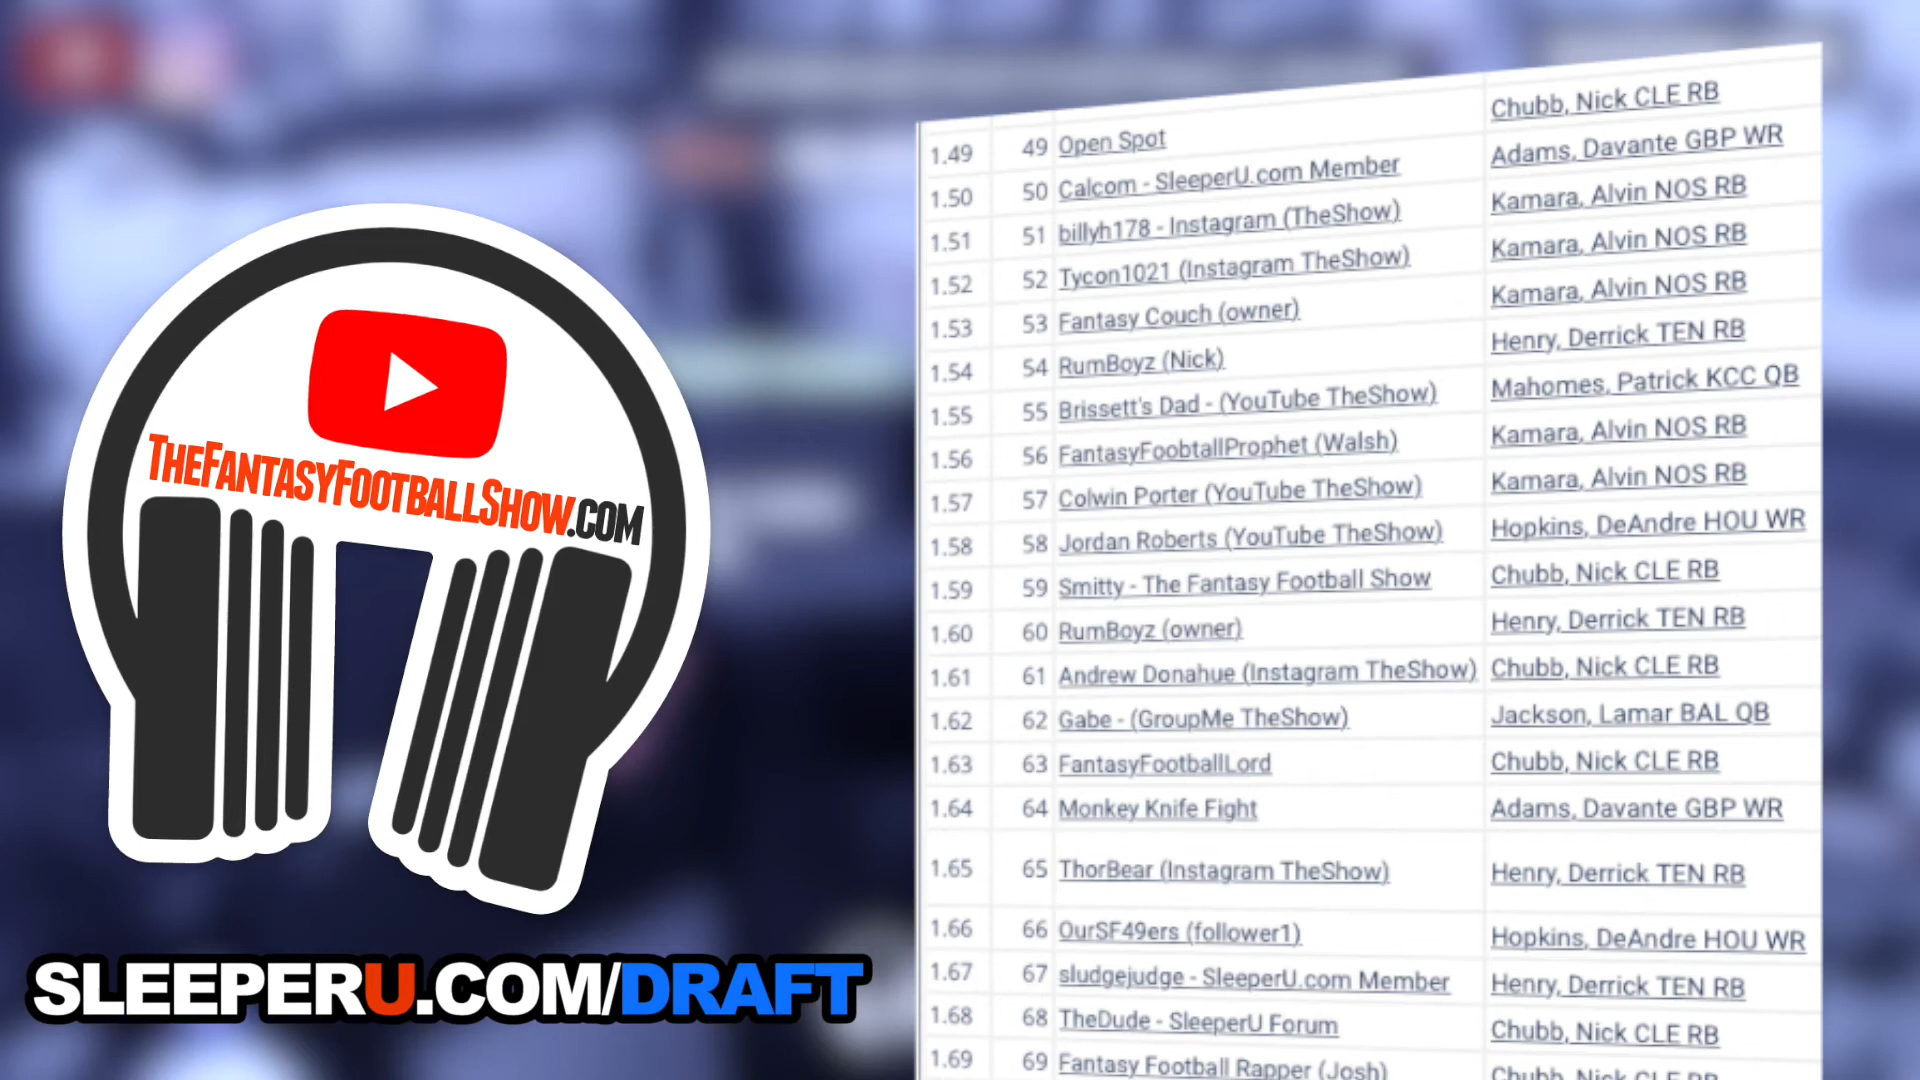 THEFANTASYFOOTBALLSHOW.COM
SLEEPERU.COM/DRAFT
1.49 49 Open Spot Chubb, Nick CLE RB
1.50 50 Calcom - SleeperU.com Member Adams, Davante GBP WR
1.51 51 billyh178 - Instagram (TheShow) Kamara, Alvin NOS RB
1.52 52 Tycon1021 (Instagram TheShow) Kamara, Alvin NOS RB
1.53 53 Fantasy Couch (owner) Kamara, Alvin NOS RB
1.54 54 RumBoyz (Nick) Henry, Derrick TEN RB
1.55 55 Brissett's Dad - (YouTube TheShow) Mahomes, Patrick KCC QB
1.56 56 FantasyFoobtallProphet (Walsh) Kamara, Alvin NOS RB
1.57 57 Colwin Porter (YouTube TheShow) Kamara, Alvin NOS RB
1.58 58 Jordan Roberts (YouTube TheShow) Hopkins, DeAndre HOU WR
1.59 59 Smitty - The Fantasy Football Show Chubb, Nick CLE RB
1.60 60 RumBoyz (owner) Henry, Derrick TEN RB
1.61 61 Andrew Donahue (Instagram TheShow) Chubb, Nick CLE RB
1.62 62 Gabe - (GroupMe TheShow) Jackson, Lamar BAL QB
1.63 63 FantasyFootballLord Chubb, Nick CLE RB
1.64 64 Monkey Knife Fight Adams, Davante GBP WR
1.65 65 ThorBear (Instagram TheShow) Henry, Derrick TEN RB
1.66 66 OurSF49ers (follower1) Hopkins, DeAndre HOU WR
1.67 67 sludgejudge - SleeperU.com Member Henry, Derrick TEN RB
1.68 68 TheDude - SleeperU Forum Chubb, Nick CLE RB
1.69 69 Fantasy Football Rapper (Josh) Chubb, Nick CLE RB